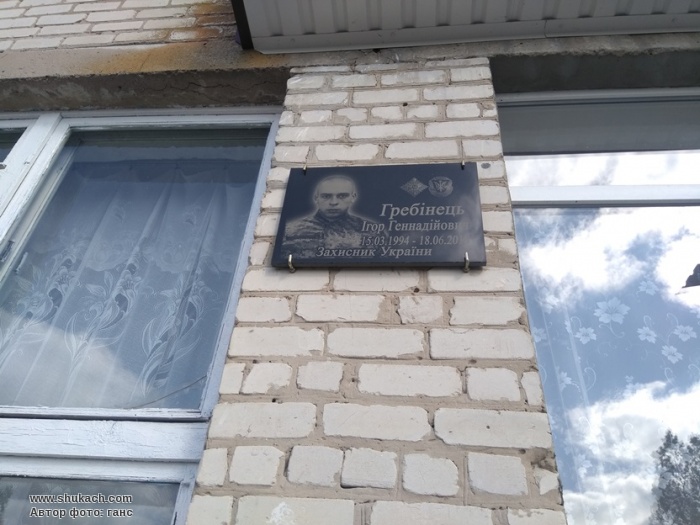 Гребінець
Ігор Геннадійович
15.03.1994 - 18.06.20
Захисник України
www.shukach.com
Автор фото: ганс